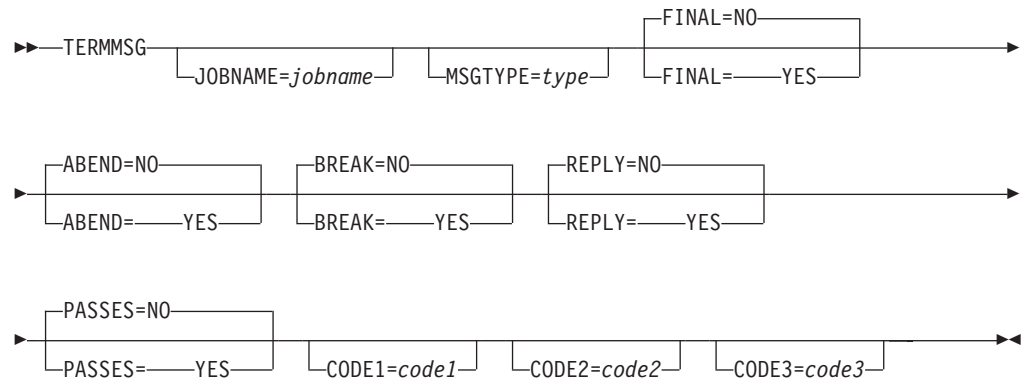 FINAL=NO
TERMMSG
JOBNAME=jobname MSGTYPE=type FINAL= YES
ABEND=NO BREAK=NO REPLY=NO
ABEND= YES BREAK= YES REPLY= YES
PASSES=NO
PASSES= YES CODE1=code1 CODE2=code2 CODE3=code3